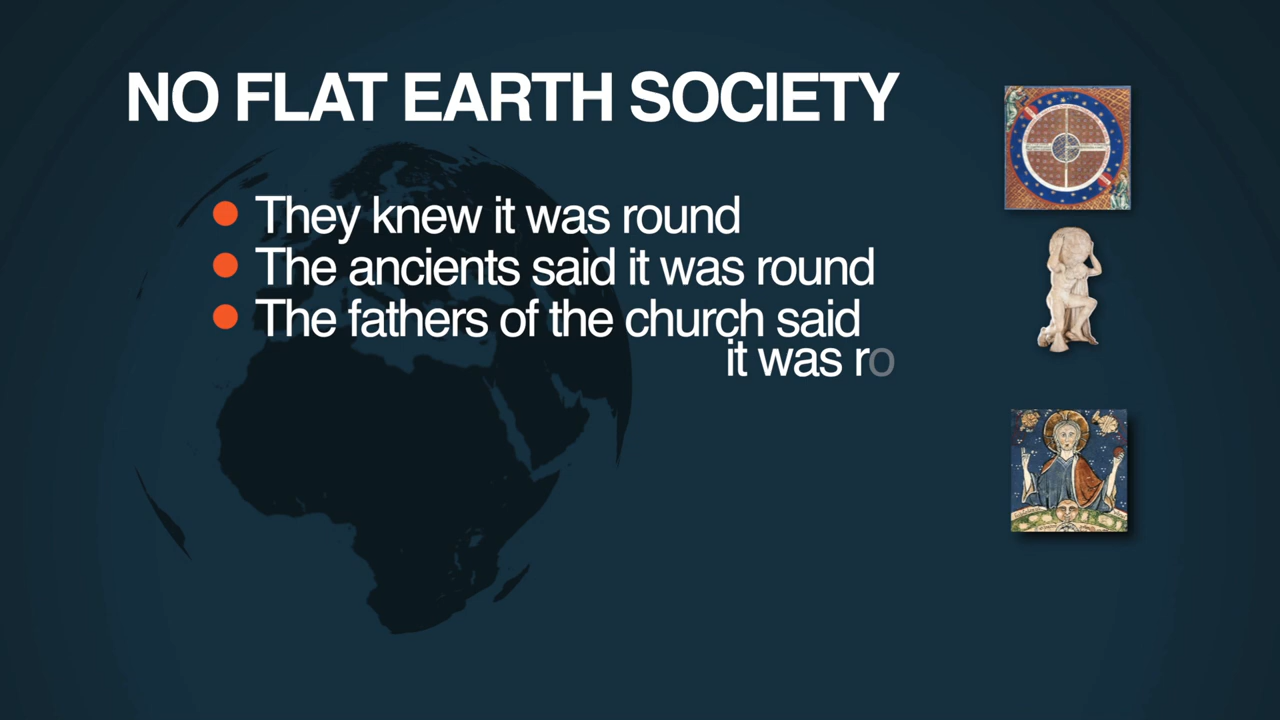 NO FLAT EARTH SOCIETY
They knew it was round
The ancients said it was round
The fathers of the church said
it was ro